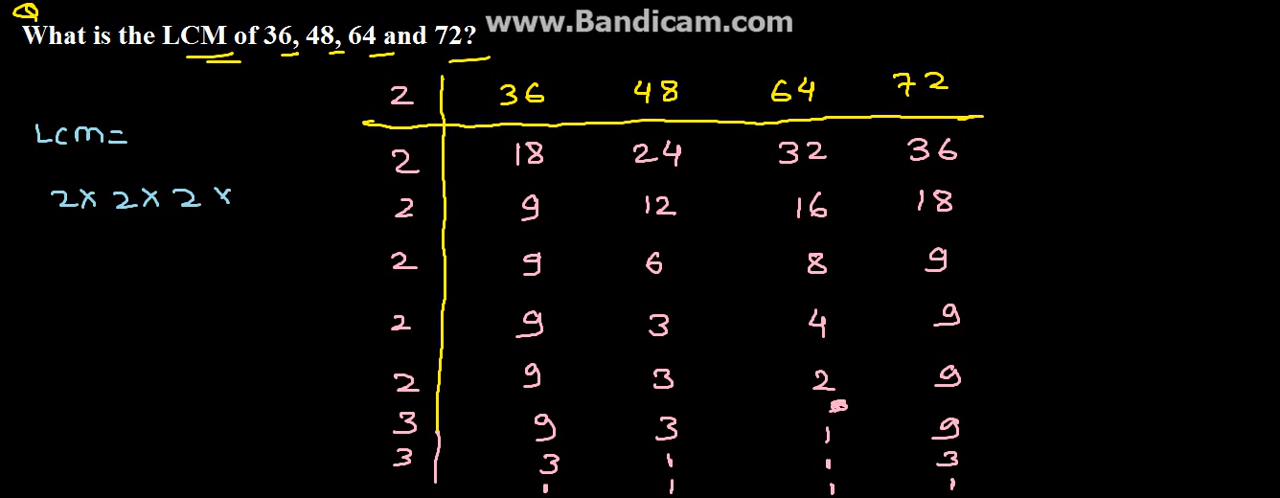 Q
www.Bandicam.com
What is the LCM of 36, 48, 64 and 72?
2 36 48 64 72
LCM=
2 18 24 32 36
2× 2× 2×
2 9 12 16 18
2 9 6 8 9
2 9 3 4 9
2 9 3 2 9
3 9 3 1 9
3 3 1 1 3
1 1 1 1